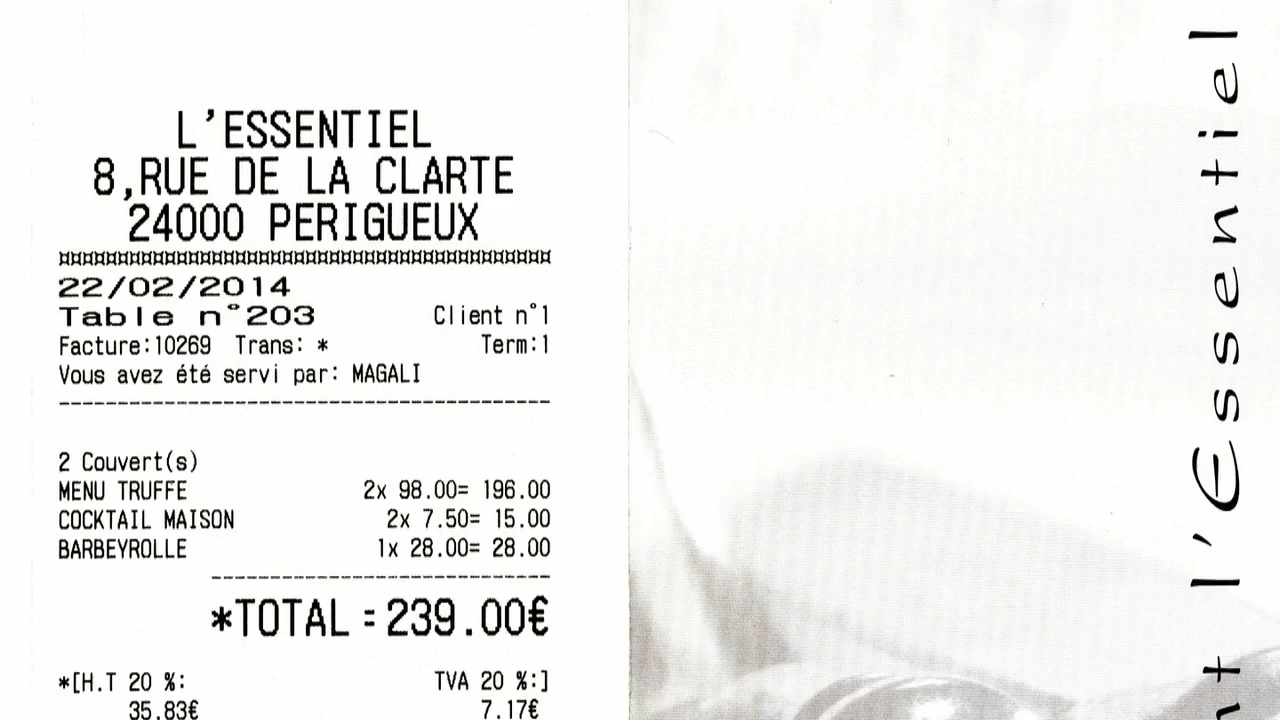 L'ESSENTIEL
8,RUE DE LA CLARTE
24000 PERIGUEUX
¤¤¤¤¤¤¤¤¤¤¤¤¤¤¤¤¤¤¤¤¤¤¤¤¤¤¤¤¤¤¤¤¤¤¤¤¤¤¤¤¤¤
22/02/2014
Table n°203 Client n°1
Facture:10269 Trans: * Term:1
Vous avez été servi par: MAGALI
------------------------------------------
2 Couvert(s)
MENU TRUFFE 2x 98.00= 196.00
COCKTAIL MAISON 2x 7.50= 15.00
BARBEYROLLE 1x 28.00= 28.00
-----------------------------
*TOTAL =239.00€
*[H.T 20 %: TVA 20 %:]
35.83€ 7.17€
nt l'Essentiel